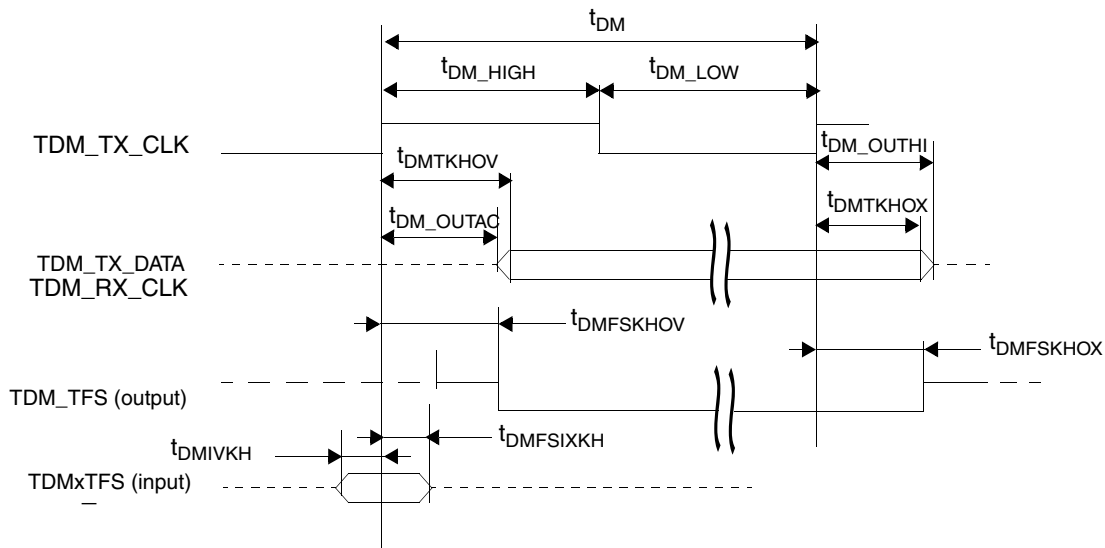 tDM
tDM_HIGH
tDM_LOW
TDM_TX_CLK
tDM_OUTHI
tDMTKHOV
tDMTKHOX
tDM_OUTAC
TDM_TX_DATA
TDM_RX_CLK
tDMFSKHOV
tDMFSKHOX
TDM_TFS (output)
tDMFSIXKH
tDMIVKH
TDMxTFS (input)
_